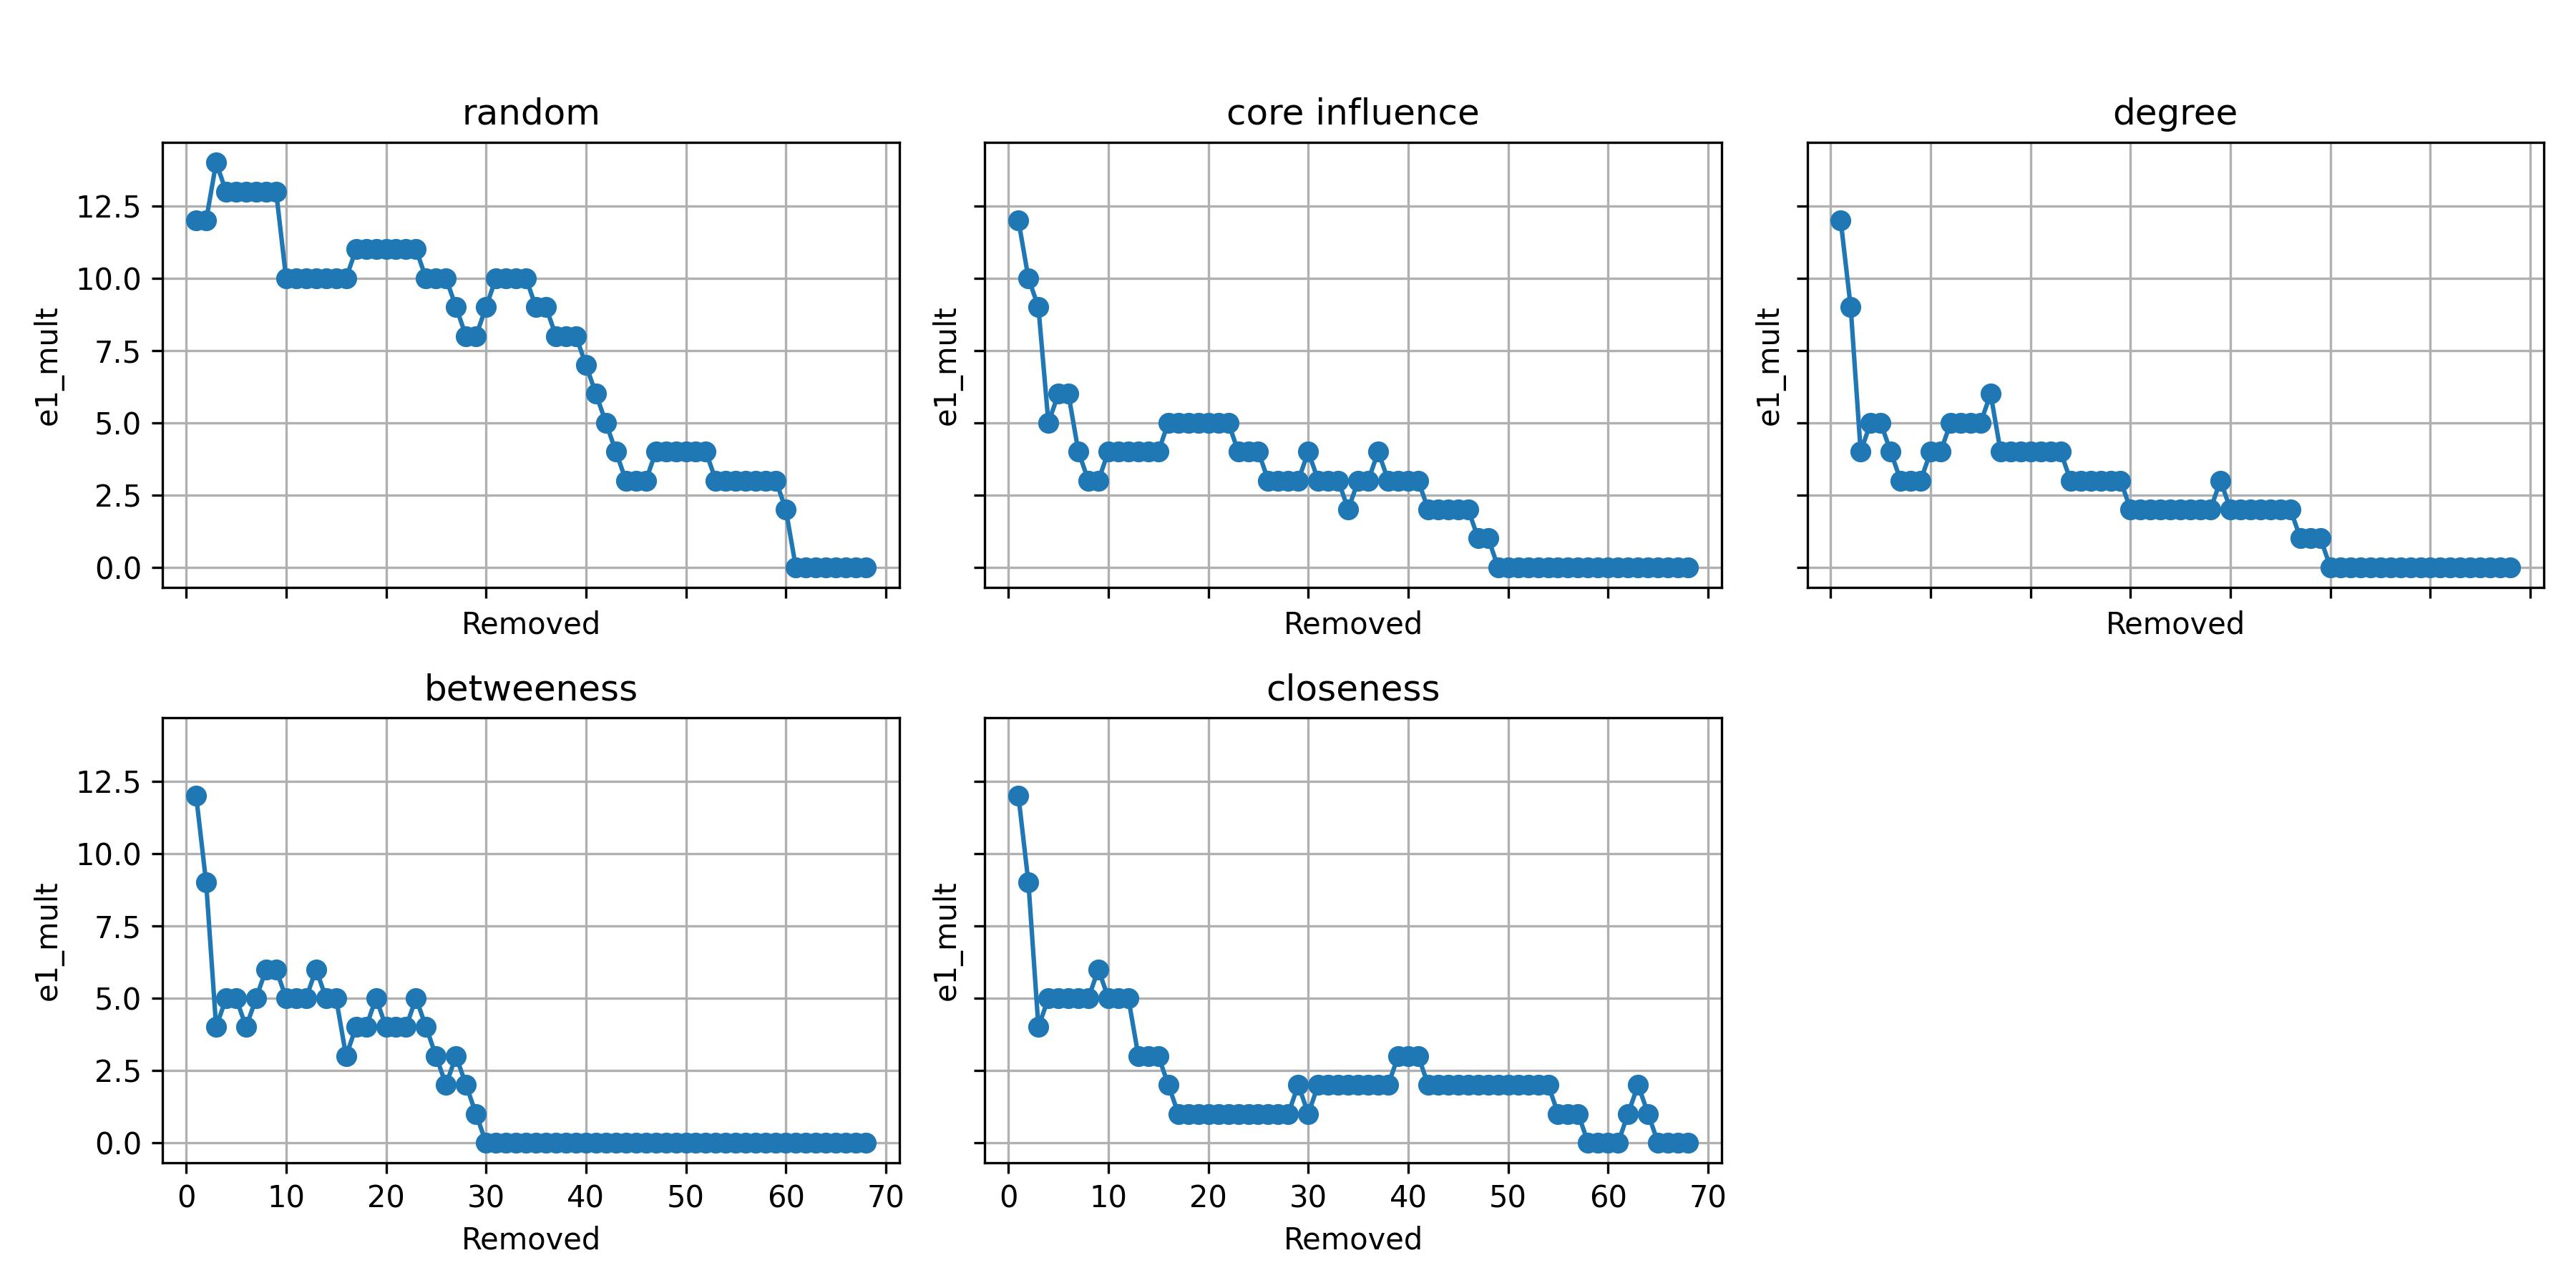 random
core influence
degree
e1_mult
12.5
10.0
7.5
5.0
2.5
0.0
Removed
e1_mult
Removed
e1_mult
Removed
betweeness
closeness
e1_mult
12.5
10.0
7.5
5.0
2.5
0.0
0 10 20 30 40 50 60 70
Removed
e1_mult
0 10 20 30 40 50 60 70
Removed